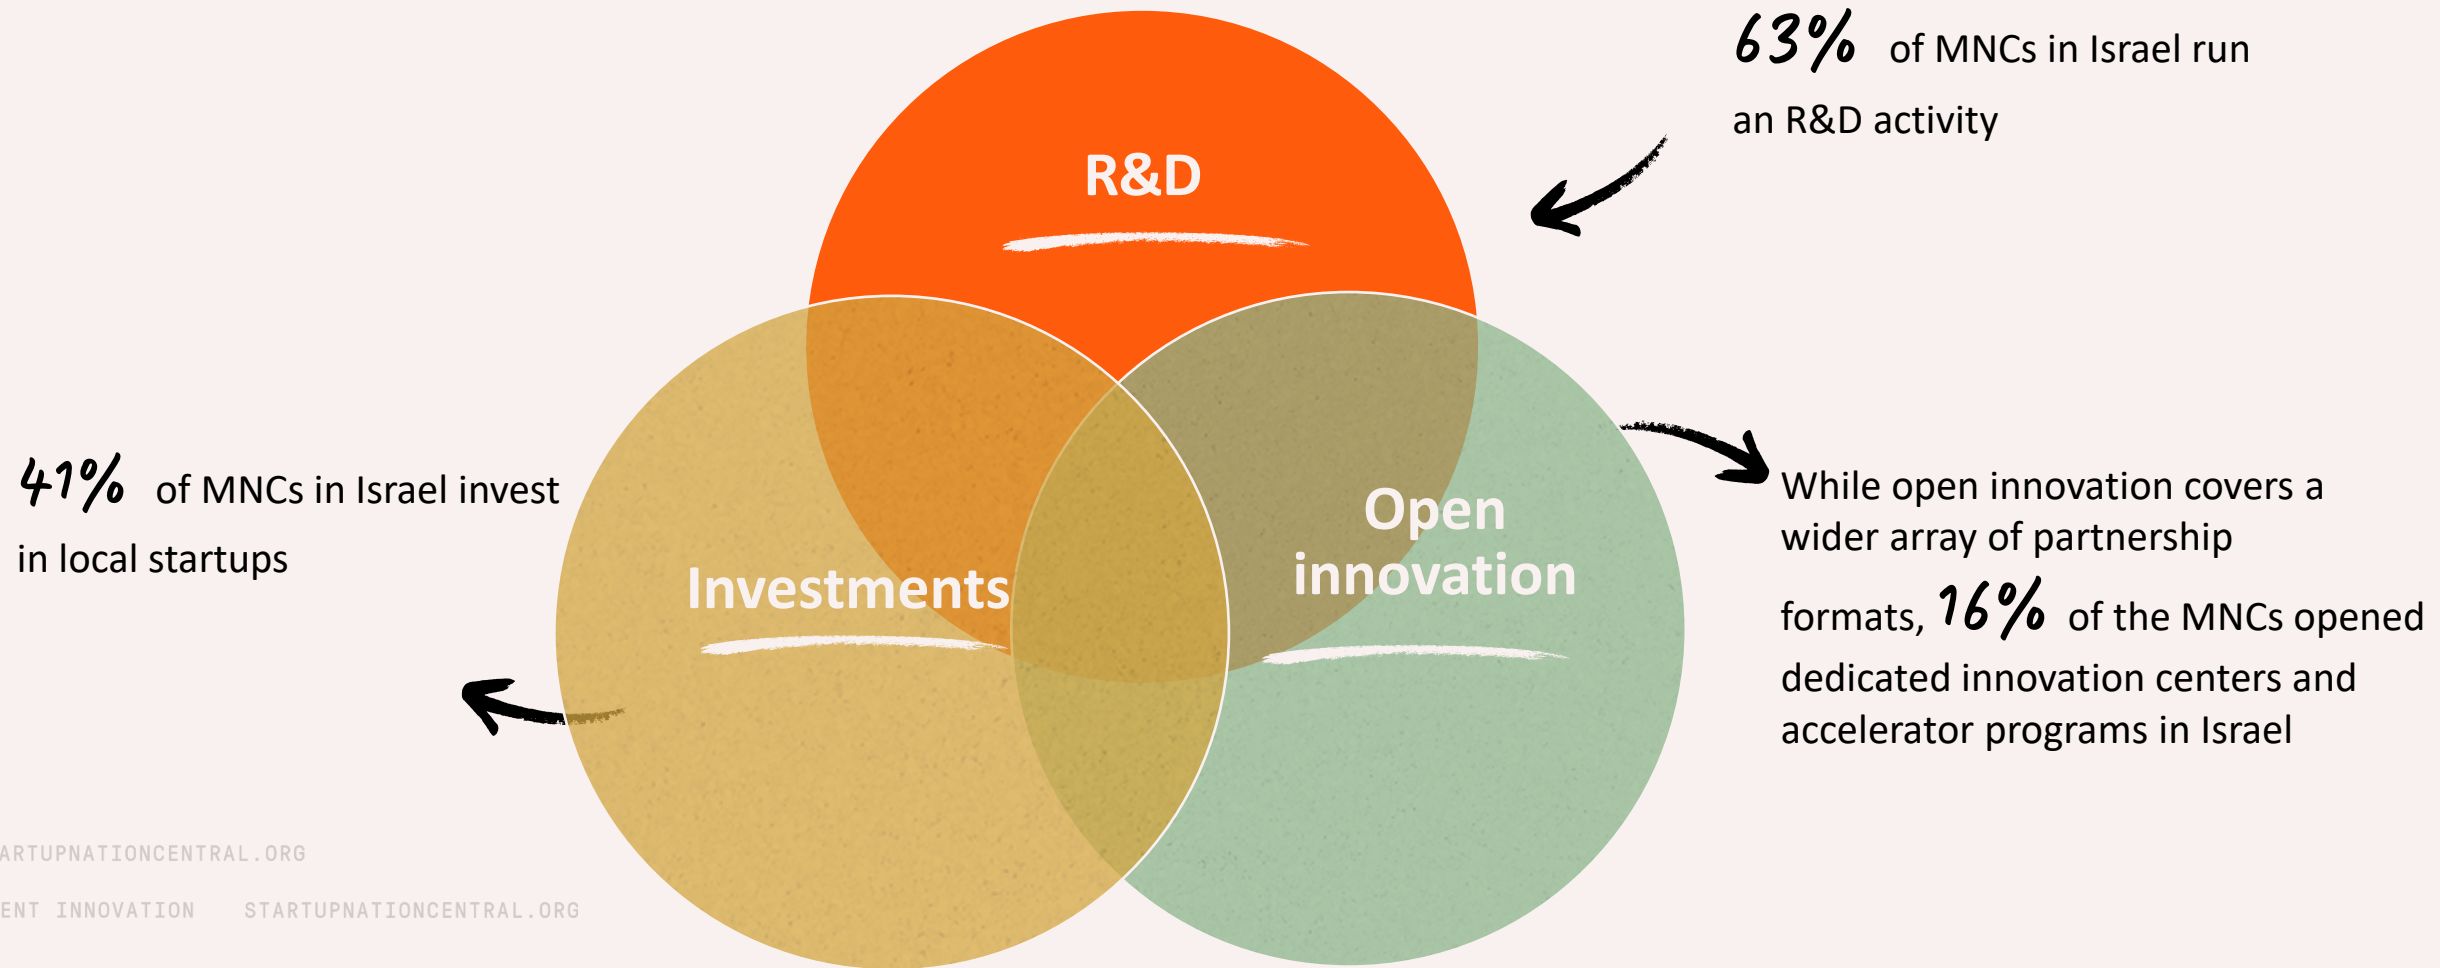 63% of MNCs in Israel run
an R&D activity
R&D
41% of MNCs in Israel invest
in local startups
Investments
Open
innovation
While open innovation covers a
wider array of partnership
formats, 16% of the MNCs opened
dedicated innovation centers and
accelerator programs in Israel
ARTUPNATIONCENTRAL.ORG
ENT INNOVATION STARTUPNATIONCENTRAL.ORG